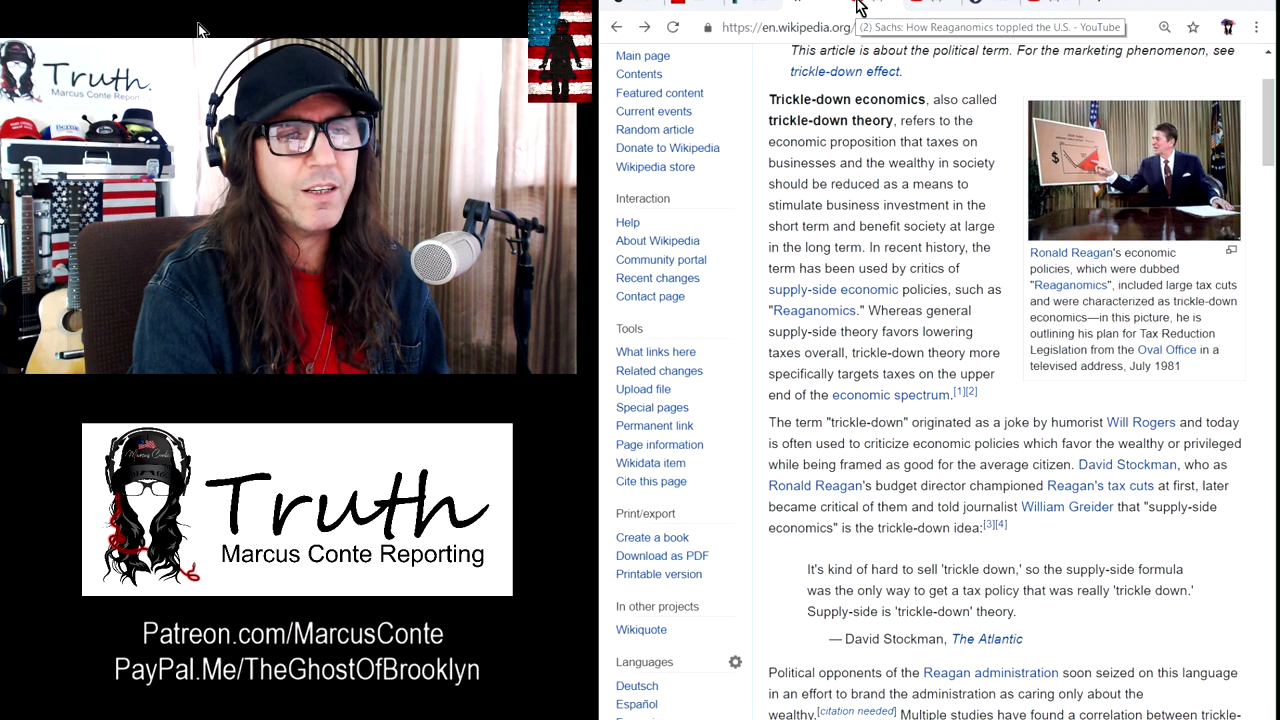 Truth.
Marcus Conte Report
Bernie
Truth
Marcus Conte Reporting
Patreon.com/MarcusConte
PayPal.Me/TheGhostOfBrooklyn
https://en.wikipedia.org/
(2) Sachs: How Reaganomics toppled the U.S. - YouTube
Main page
Contents
Featured content
Current events
Random article
Donate to Wikipedia
Wikipedia store
Interaction
Help
About Wikipedia
Community portal
Recent changes
Contact page
Tools
What links here
Related changes
Upload file
Special pages
Permanent link
Page information
Wikidata item
Cite this page
Print/export
Create a book
Download as PDF
Printable version
In other projects
Wikiquote
Languages
Deutsch
Español
This article is about the political term. For the marketing phenomenon, see
trickle-down effect.
Trickle-down economics, also called
trickle-down theory, refers to the
economic proposition that taxes on
businesses and the wealthy in society
should be reduced as a means to
stimulate business investment in the
short term and benefit society at large
in the long term. In recent history, the
term has been used by critics of
supply-side economic policies, such as
"Reaganomics." Whereas general
supply-side theory favors lowering
taxes overall, trickle-down theory more
specifically targets taxes on the upper
end of the economic spectrum.[1][2]
$
Ronald Reagan's economic
policies, which were dubbed
"Reaganomics", included large tax cuts
and were characterized as trickle-down
economics—in this picture, he is
outlining his plan for Tax Reduction
Legislation from the Oval Office in a
televised address, July 1981
The term "trickle-down" originated as a joke by humorist Will Rogers and today
is often used to criticize economic policies which favor the wealthy or privileged
while being framed as good for the average citizen. David Stockman, who as
Ronald Reagan's budget director championed Reagan's tax cuts at first, later
became critical of them and told journalist William Greider that "supply-side
economics" is the trickle-down idea:[3][4]
It's kind of hard to sell 'trickle down,' so the supply-side formula
was the only way to get a tax policy that was really 'trickle down.'
Supply-side is 'trickle-down' theory.
— David Stockman, The Atlantic
Political opponents of the Reagan administration soon seized on this language
in an effort to brand the administration as caring only about the
wealthy.[citation needed] Multiple studies have found a correlation between trickle-